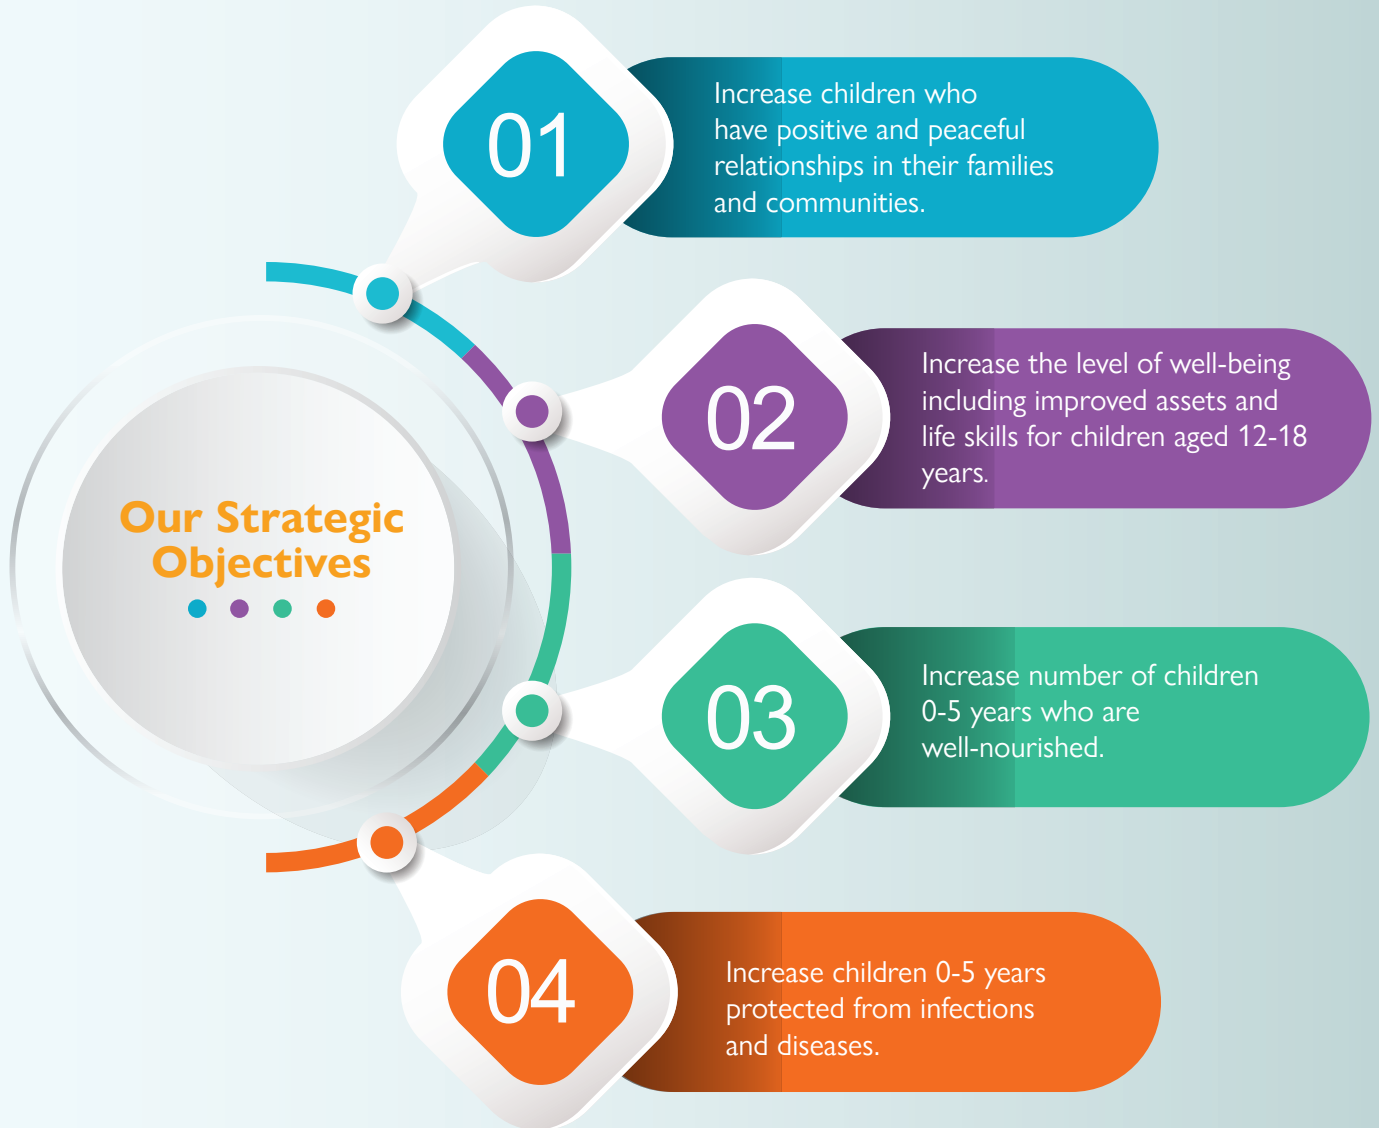 Our Strategic
Objectives
01
Increase children who
have positive and peaceful
relationships in their families
and communities.
02
Increase the level of well-being
including improved assets and
life skills for children aged 12-18
years.
03
Increase number of children
0-5 years who are
well-nourished.
04
Increase children 0-5 years
protected from infections
and diseases.